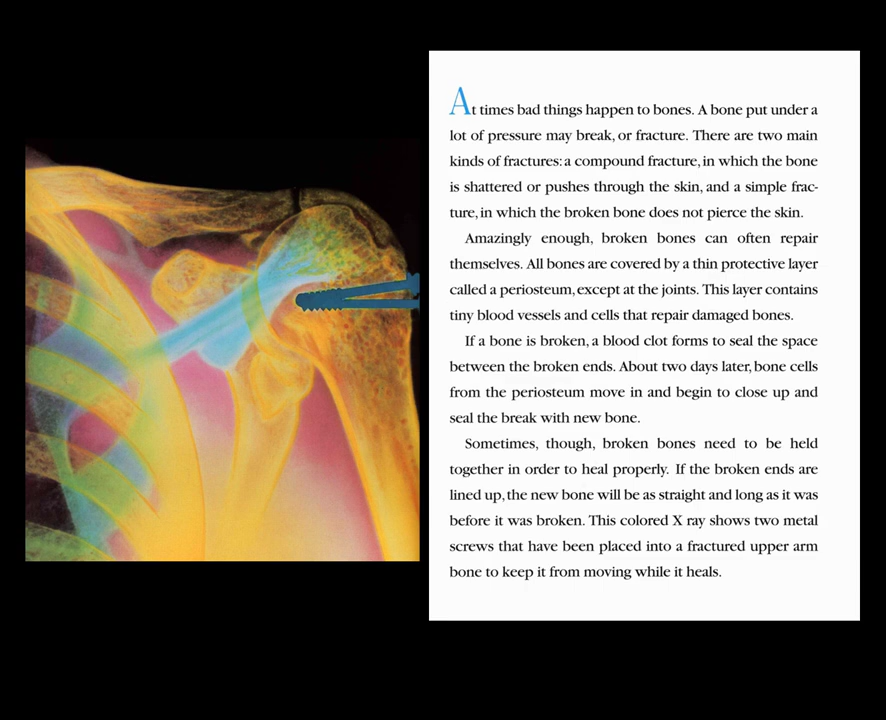 At times bad things happen to bones. A bone put under a
lot of pressure may break, or fracture. There are two main
kinds of fractures: a compound fracture, in which the bone
is shattered or pushes through the skin, and a simple frac-
ture, in which the broken bone does not pierce the skin.
Amazingly enough, broken bones can often repair
themselves. All bones are covered by a thin protective layer
called a periosteum, except at the joints. This layer contains
tiny blood vessels and cells that repair damaged bones.
If a bone is broken, a blood clot forms to seal the space
between the broken ends. About two days later, bone cells
from the periosteum move in and begin to close up and
seal the break with new bone.
Sometimes, though, broken bones need to be held
together in order to heal properly. If the broken ends are
lined up, the new bone will be as straight and long as it was
before it was broken. This colored X ray shows two metal
screws that have been placed into a fractured upper arm
bone to keep it from moving while it heals.